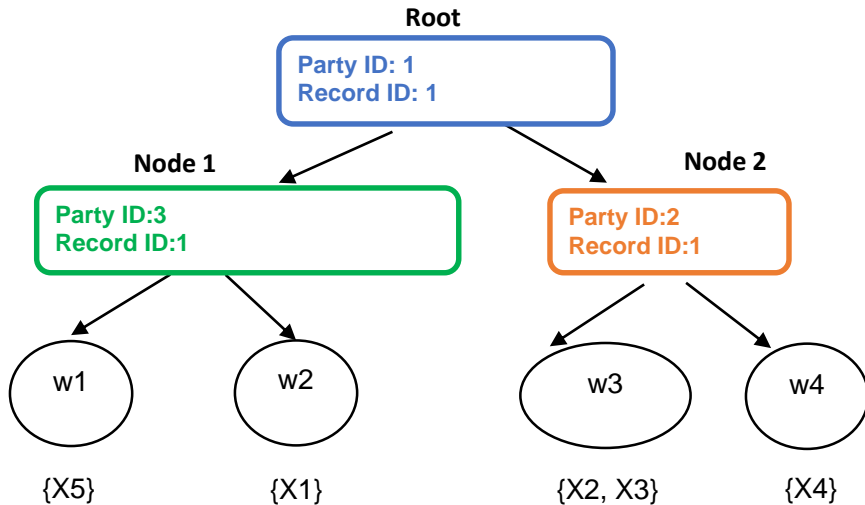 Root
Party ID: 1
Record ID: 1
Node 1
Node 2
Party ID:3
Record ID:1
Party ID:2
Record ID:1
w1
w2
w3
w4
{X5}
{X1}
{X2, X3}
{X4}